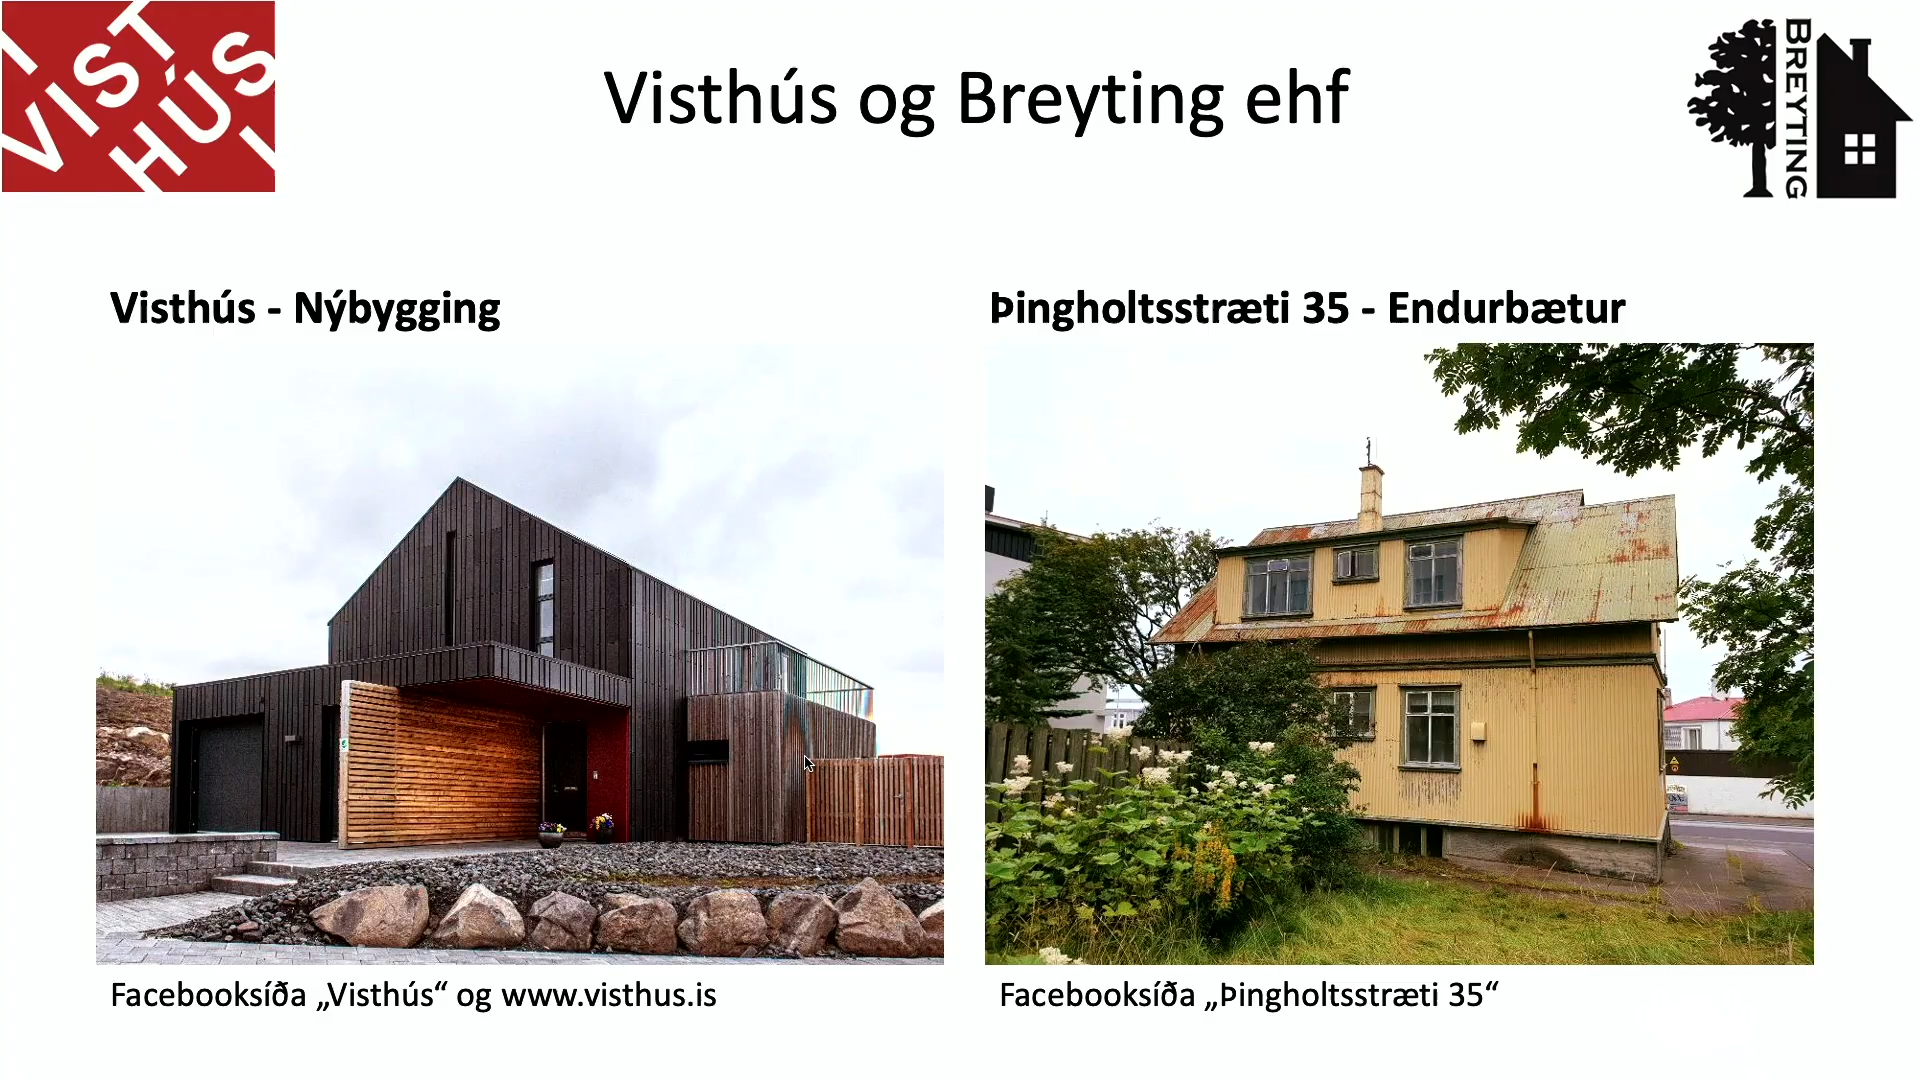 VIST
HÚS
Visthús og Breyting ehf
BREYTING
Visthús - Nýbygging
Þingholtsstræti 35 - Endurbætur
Facebooksíða „Visthús“ og www.visthus.is
Facebooksíða „Þingholtsstræti 35“